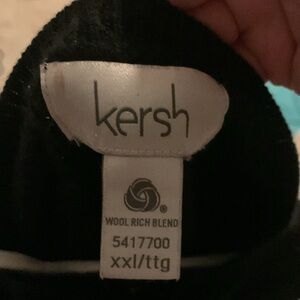 kersh
®
WOOL RICH BLEND
5417700
xxl/ttg